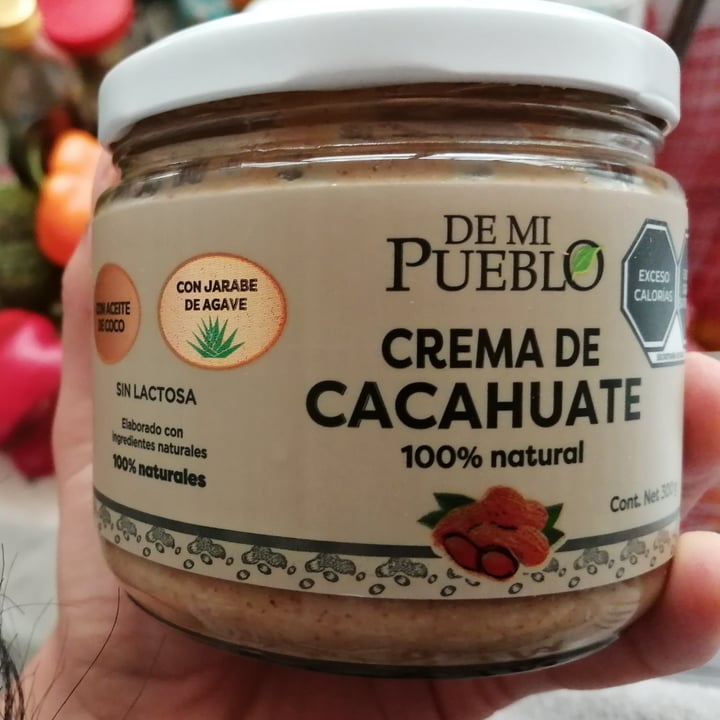 DE MI
PUEBLO
CREMA DE
CACAHUATE
100% natural
Cont. Net 300
CON ACEITE
DE COCO
CON JARABE
DE AGAVE
SIN LACTOSA
Elaborado con
ingredientes naturales
100% naturales
EXCESO
CALORÍAS